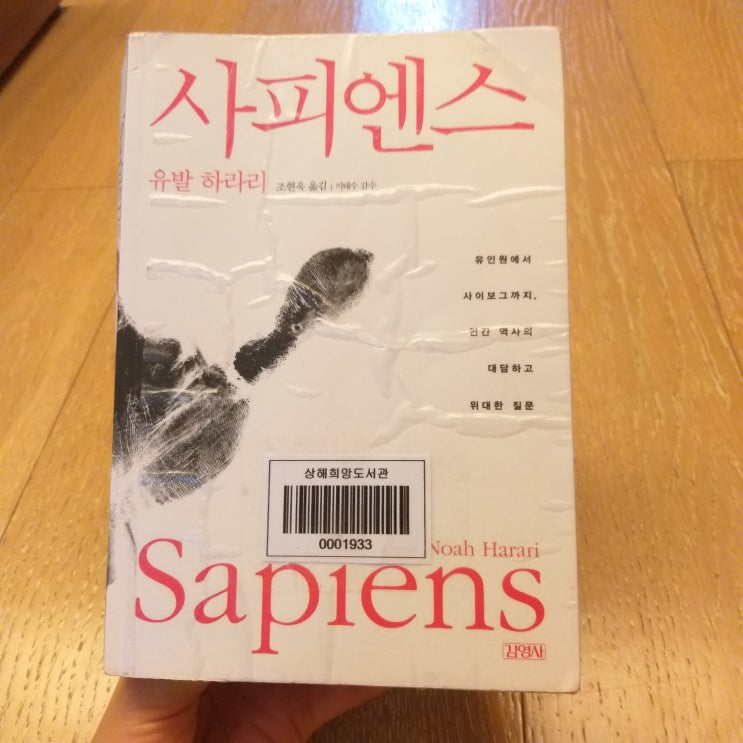 사피엔스
유발 하라리 조현욱 옮김 | 이태수 감수
유인원에서
사이보그까지,
인간 역사의
대담하고
위대한 질문
상해희망도서관
0001933
Noah Harari
Sapiens
김영사